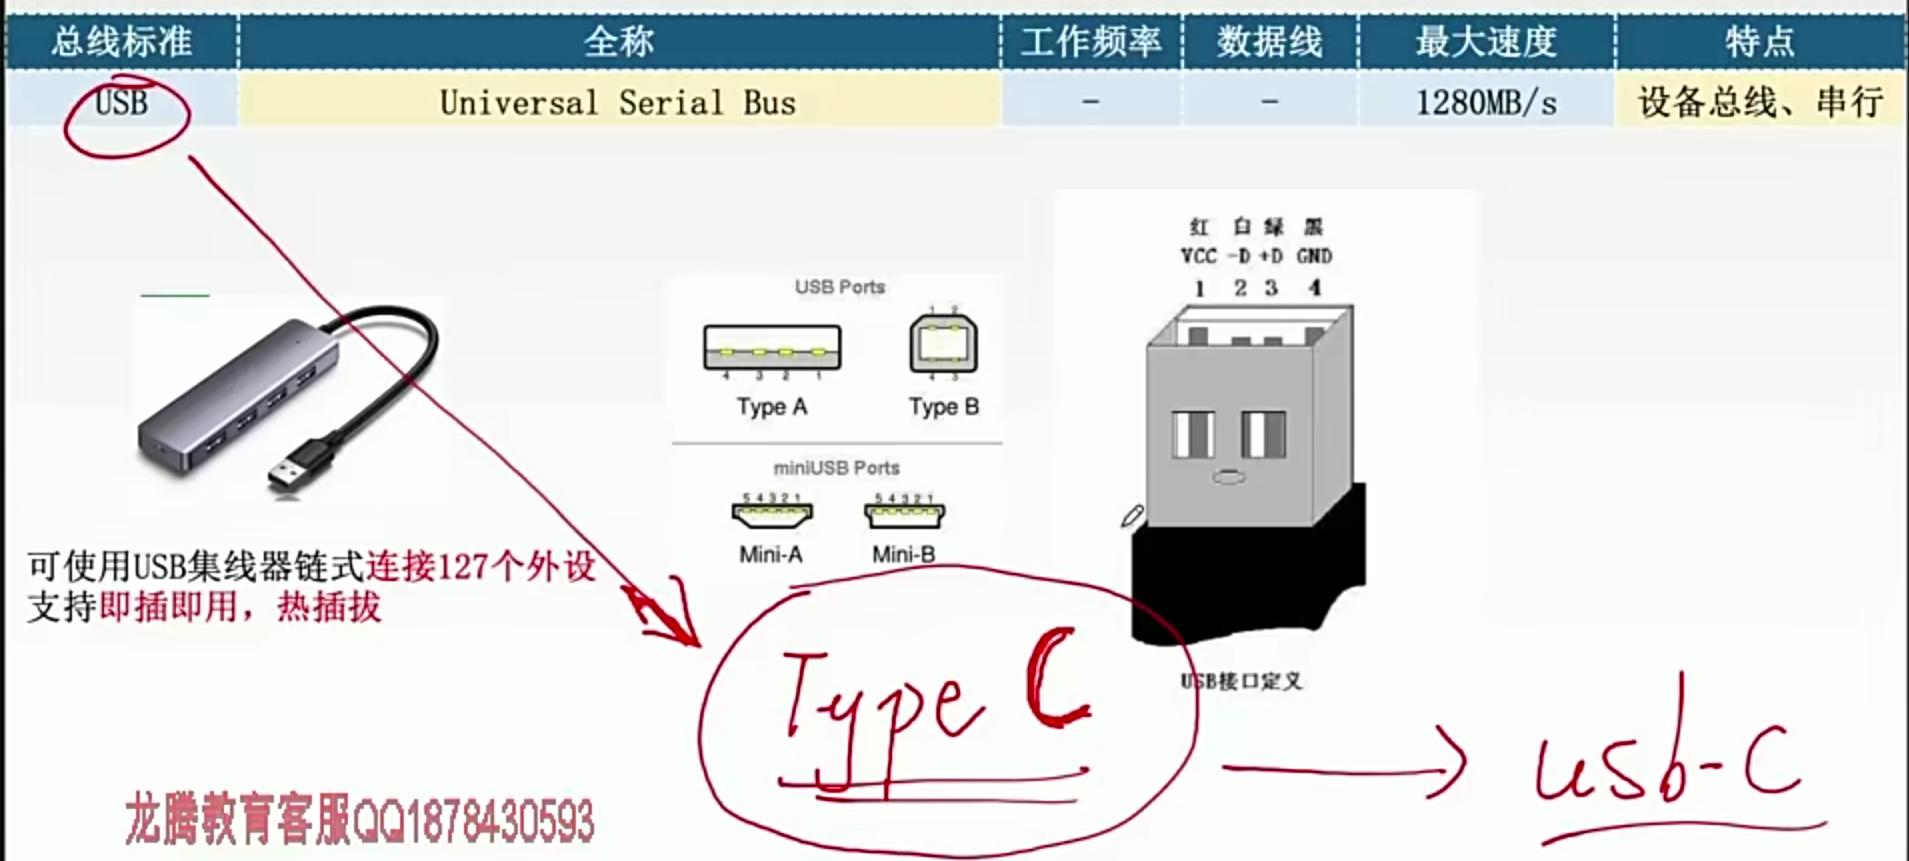 总线标准 全称 工作频率 数据线 最大速度 特点
USB Universal Serial Bus - - 1280MB/s 设备总线、串行
红 白 绿 黑
VCC -D +D GND
1 2 3 4
USB Ports
1 2
4 3 2 1
4 3
Type A Type B
miniUSB Ports
5 4 3 2 1 5 4 3 2 1
Mini-A Mini-B
可使用USB集线器链式连接127个外设
支持即插即用，热插拔
USB接口定义
Type C
usb-C
龙腾教育客服QQ1878430593